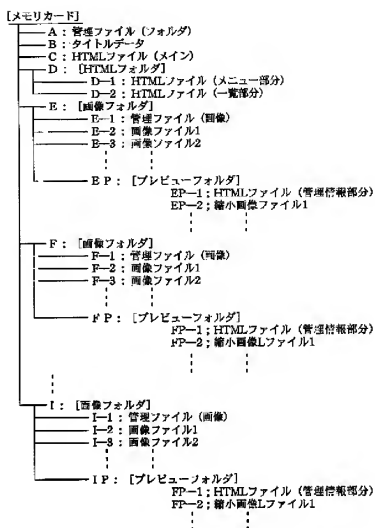 [メモリカード]
A : 管理ファイル (フォルダ)
B : タイトルデータ
C : HTMLファイル (メイン)
D : [HTMLフォルダ]
D―1 : HTMLファイル (メニュー部分)
D―2 : HTMLファイル (一覧部分)
E : [画像フォルダ]
E―1 : 管理ファイル (画像)
E―2 : 画像ファイル1
E―3 : 画像ファイル2
EP : [プレビューフォルダ]
EP―1 ; HTMLファイル (管理情報部分)
EP―2 ; 縮小画像ファイル1
F : [画像フォルダ]
F―1 : 管理ファイル (画像)
F―2 : 画像ファイル1
F―3 : 画像ファイル2
FP : [プレビューフォルダ]
FP―1 ; HTMLファイル (管理情報部分)
FP―2 ; 縮小画像Lファイル1
I : [画像フォルダ]
I―1 : 管理ファイル (画像)
I―2 : 画像ファイル1
I―3 : 画像ファイル2
IP : [プレビューフォルダ]
FP―1 ; HTMLファイル (管理情報部分)
FP―2 ; 縮小画像Lファイル1